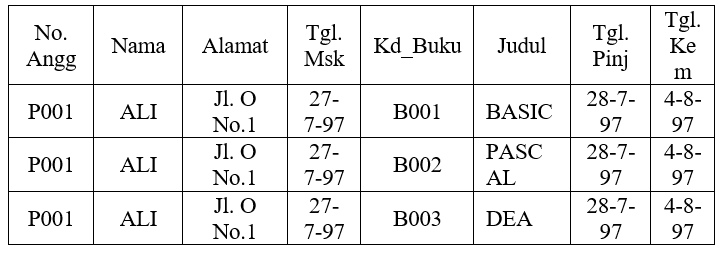 No. Angg | Nama | Alamat | Tgl. Msk | Kd_Buku | Judul | Tgl. Pinj | Tgl. Ke m
P001 | ALI | Jl. O No.1 | 27-7-97 | B001 | BASIC | 28-7-97 | 4-8-97
P001 | ALI | Jl. O No.1 | 27-7-97 | B002 | PASC AL | 28-7-97 | 4-8-97
P001 | ALI | Jl. O No.1 | 27-7-97 | B003 | DEA | 28-7-97 | 4-8-97